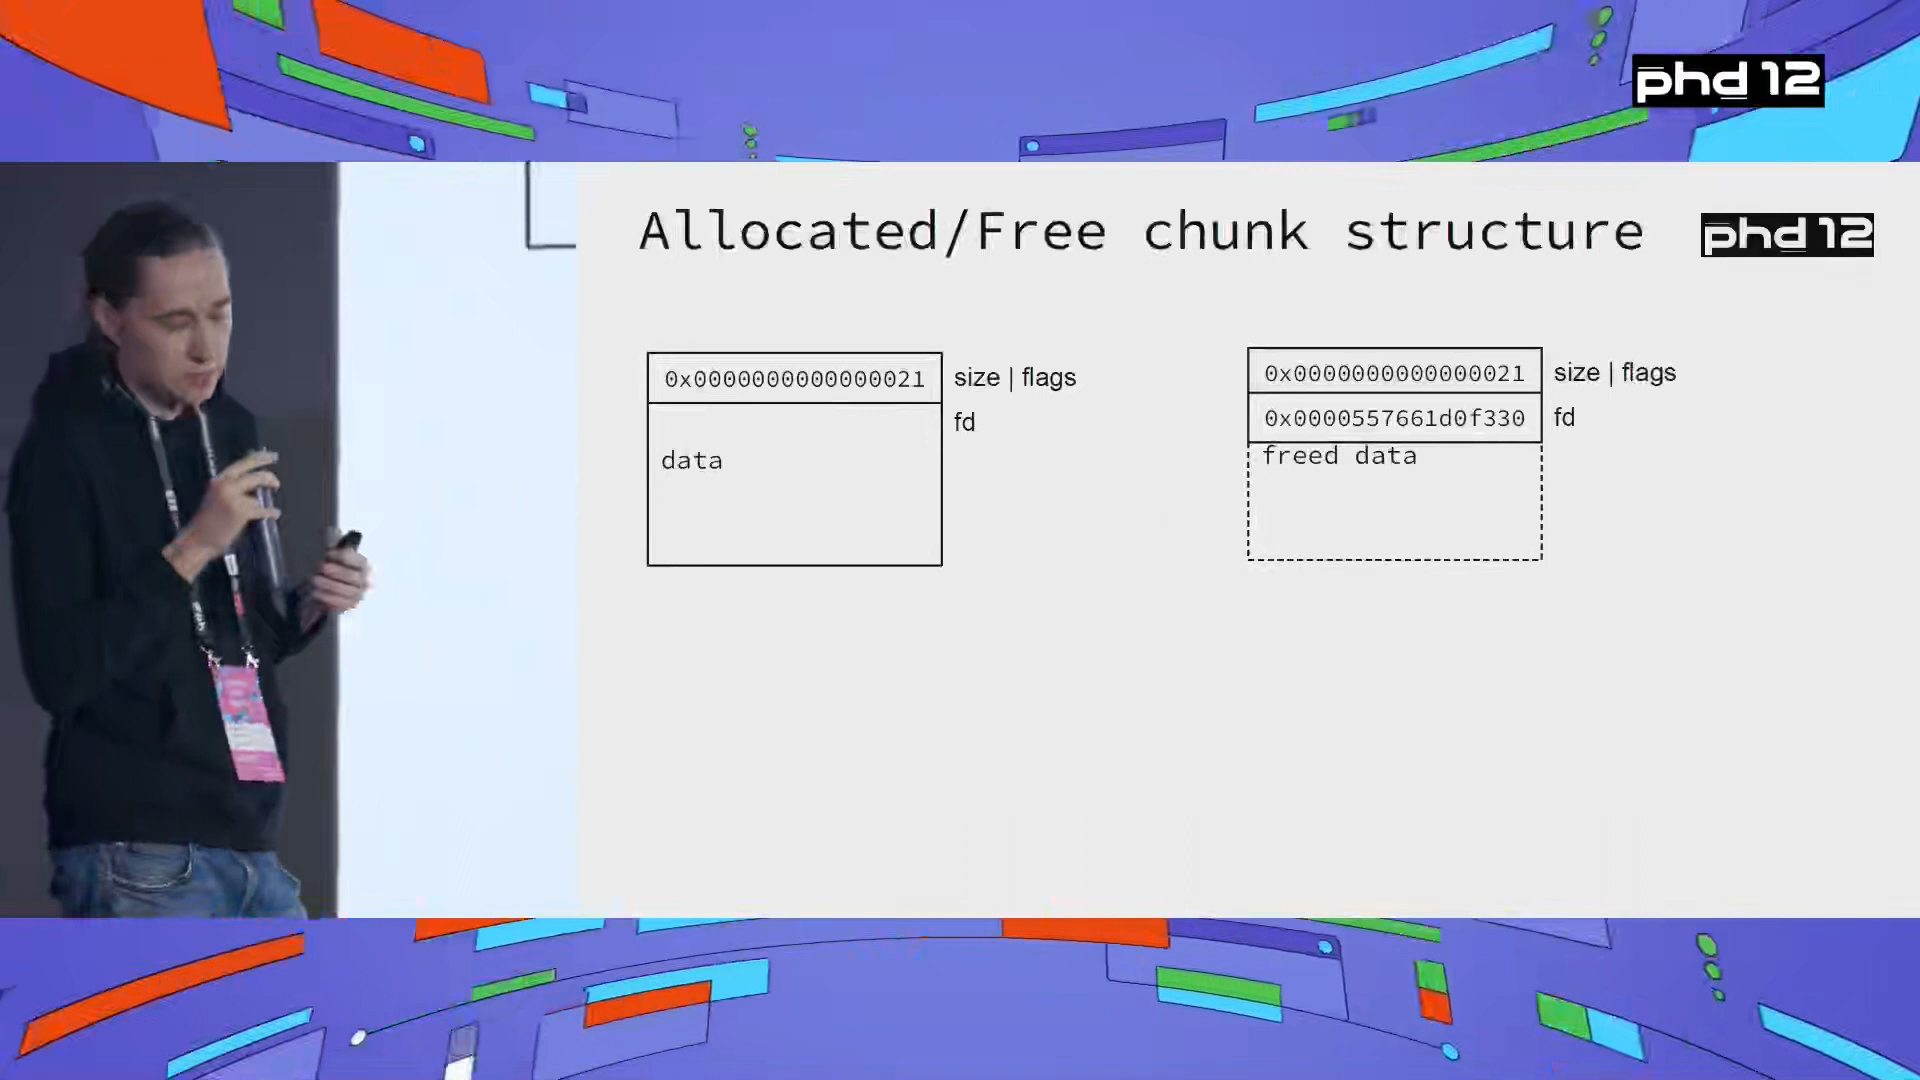 phd 12
Allocated/Free chunk structure
phd 12
0x0000000000000021 size | flags
fd
data
0x0000000000000021 size | flags
0x0000557661d0f330 fd
freed data